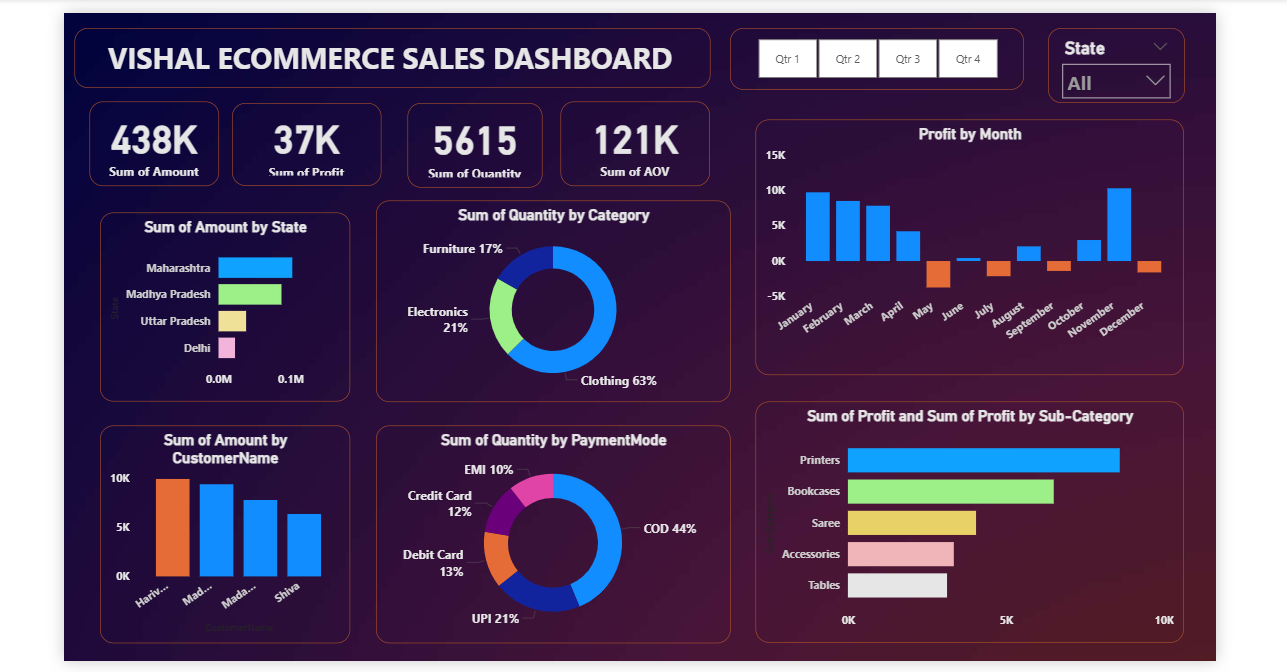 VISHAL ECOMMERCE SALES DASHBOARD
Qtr 1
Qtr 2
Qtr 3
Qtr 4
State
All
438K
Sum of Amount
37K
Sum of Profit
5615
Sum of Quantity
121K
Sum of AOV
Profit by Month
15K
10K
5K
0K
-5K
January
February
March
April
May
June
July
August
September
October
November
December
Sum of Amount by State
State
Maharashtra
Madhya Pradesh
Uttar Pradesh
Delhi
0.0M
0.1M
Sum of Quantity by Category
Furniture 17%
Electronics
21%
Clothing 63%
Sum of Amount by
CustomerName
10K
5K
0K
Hariv...
Mad...
Mada...
Shiva
CustomerName
Sum of Quantity by PaymentMode
EMI 10%
Credit Card
12%
Debit Card
13%
UPI 21%
COD 44%
Sum of Profit and Sum of Profit by Sub-Category
Printers
Bookcases
Saree
Accessories
Tables
0K
5K
10K